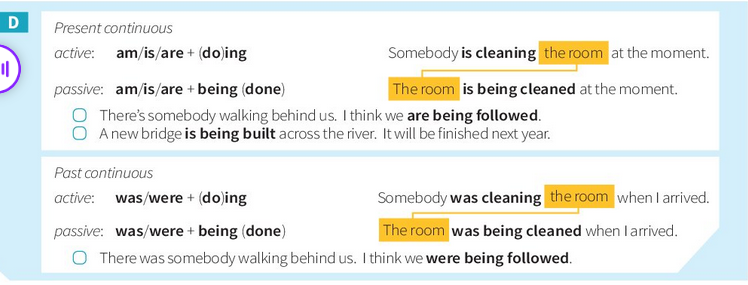 D
Present continuous
active: am/is/are + (do)ing Somebody is cleaning the room at the moment.
passive: am/is/are + being (done) The room is being cleaned at the moment.
There's somebody walking behind us. I think we are being followed.
A new bridge is being built across the river. It will be finished next year.
Past continuous
active: was/were + (do)ing Somebody was cleaning the room when I arrived.
passive: was/were + being (done) The room was being cleaned when I arrived.
There was somebody walking behind us. I think we were being followed.